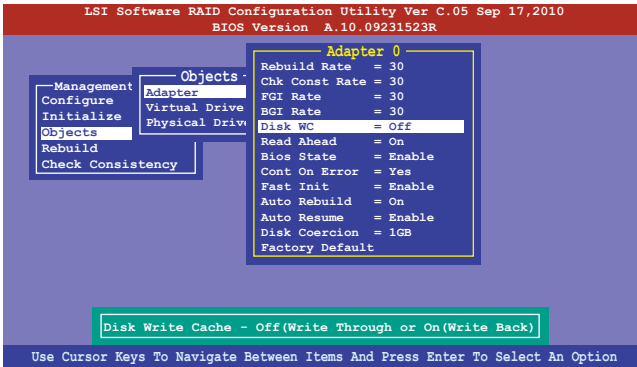 LSI Software RAID Configuration Utility Ver C.05 Sep 17,2010
BIOS Version A.10.09231523R
Management
Configure
Initialize
Objects
Rebuild
Check Consistency
Objects
Adapter
Virtual Drive
Physical Drive
Adapter 0
Rebuild Rate = 30
Chk Const Rate = 30
FGI Rate = 30
BGI Rate = 30
Disk WC = Off
Read Ahead = On
Bios State = Enable
Cont On Error = Yes
Fast Init = Enable
Auto Rebuild = On
Auto Resume = Enable
Disk Coercion = 1GB
Factory Default
Disk Write Cache - Off(Write Through or On(Write Back)
Use Cursor Keys To Navigate Between Items And Press Enter To Select An Option